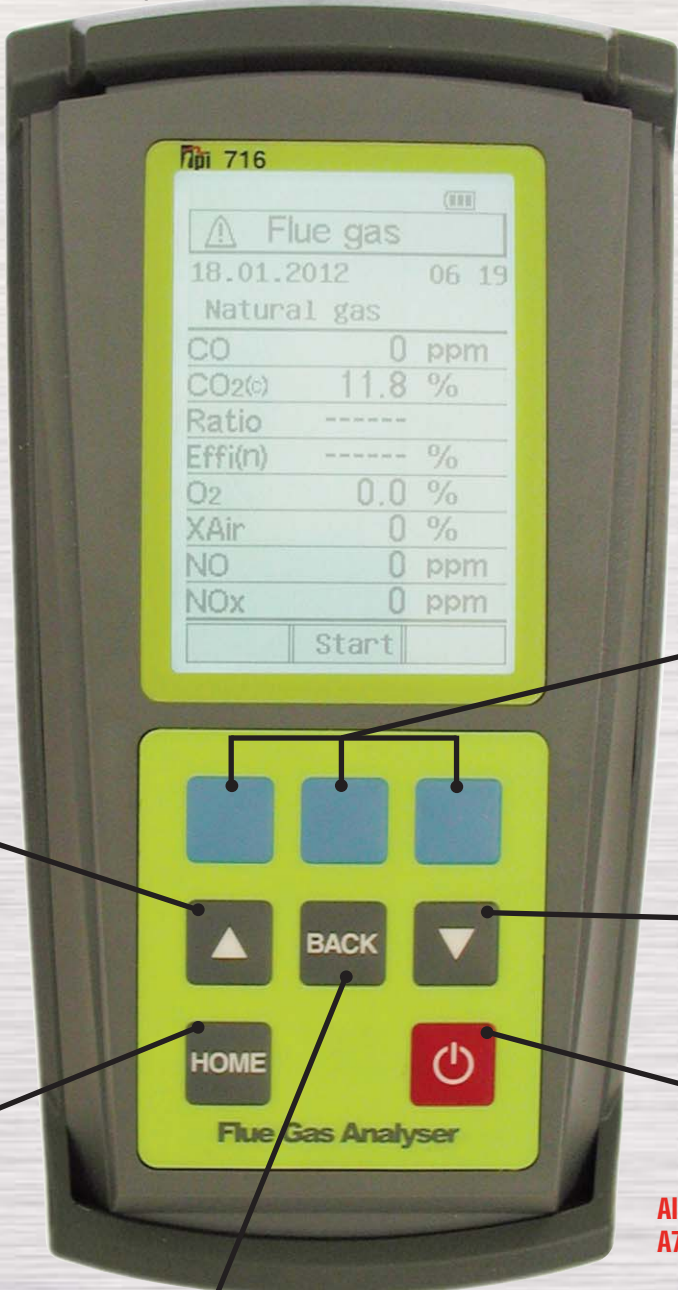 TPI 716
Flue gas
18.01.2012 06 19
Natural gas
CO 0 ppm
CO2(c) 11.8 %
Ratio ------
Effi(n) ------ %
O2 0.0 %
XAir 0 %
NO 0 ppm
NOx 0 ppm
Start
BACK
HOME
Flue Gas Analyser